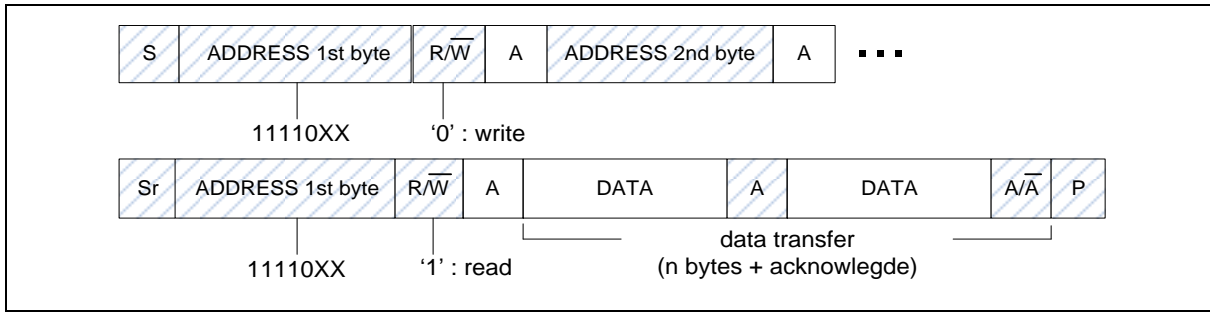 S ADDRESS 1st byte R/W̅ A ADDRESS 2nd byte A ▪ ▪ ▪
11110XX ‘0’ : write
Sr ADDRESS 1st byte R/W̅ A DATA A DATA A/A̅ P
11110XX ‘1’ : read
data transfer
(n bytes + acknowlegde)